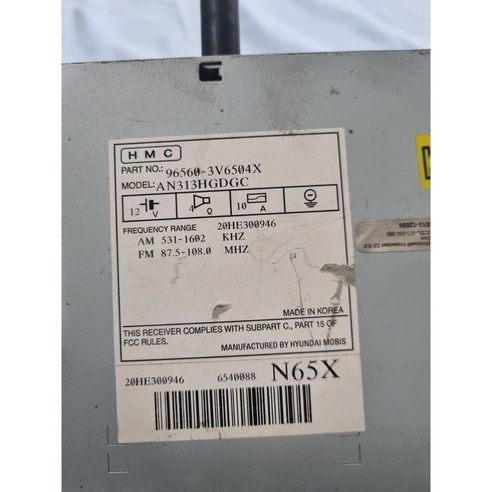 HMC
PART NO.: 96560-3V6504X
MODEL: AN313HGDGC
12 V 4 Ω 10 A
20HE300946
FREQUENCY RANGE
AM 531-1602 KHZ
FM 87.5-108.0 MHZ
MADE IN KOREA
THIS RECEIVER COMPLIES WITH SUBPART C., PART 15 OF
FCC RULES.
MANUFACTURED BY HYUNDAI MOBIS
20HE300946 6540088 N65X